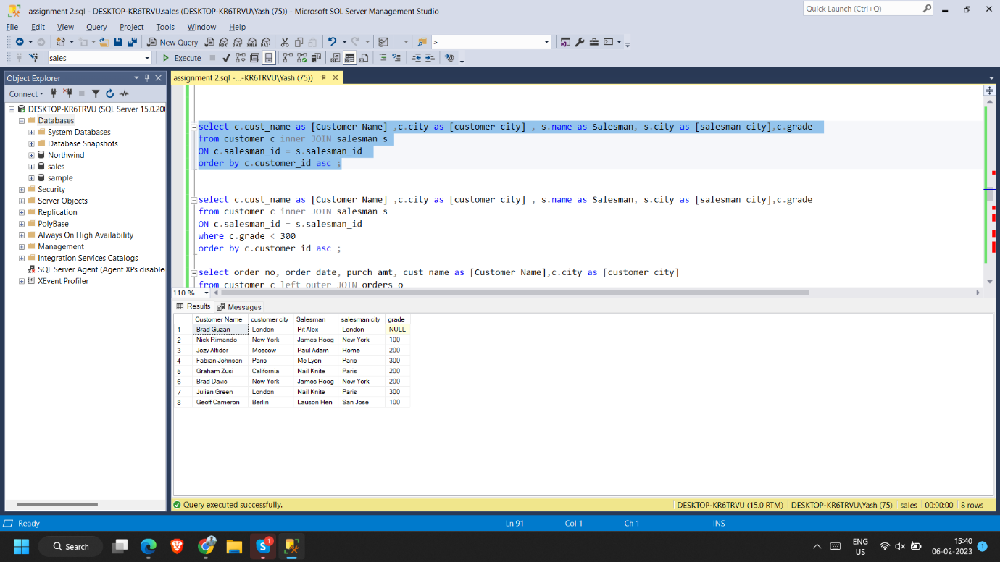 assignment 2.sql - DESKTOP-KR6TRVU.sales (DESKTOP-KR6TRVU\Yash (75)) - Microsoft SQL Server Management Studio
Quick Launch (Ctrl+Q)
File Edit View Query Project Tools Window Help
New Query
>
sales
Execute
Object Explorer
assignment 2.sql -...-KR6TRVU\Yash (75))
Connect
DESKTOP-KR6TRVU (SQL Server 15.0.200
Databases
System Databases
Database Snapshots
Northwind
sales
sample
Security
Server Objects
Replication
PolyBase
Always On High Availability
Management
Integration Services Catalogs
SQL Server Agent (Agent XPs disable
XEvent Profiler
------------------------------------
select c.cust_name as [Customer Name] ,c.city as [customer city] , s.name as Salesman, s.city as [salesman city],c.grade
from customer c inner JOIN salesman s
ON c.salesman_id = s.salesman_id
order by c.customer_id asc ;
select c.cust_name as [Customer Name] ,c.city as [customer city] , s.name as Salesman, s.city as [salesman city],c.grade
from customer c inner JOIN salesman s
ON c.salesman_id = s.salesman_id
where c.grade < 300
order by c.customer_id asc ;
select order_no, order_date, purch_amt, cust_name as [Customer Name],c.city as [customer city]
from customer c left outer JOIN orders o
110 %
Results Messages
Customer Name customer city Salesman salesman city grade
1 Brad Guzan London Pit Alex London NULL
2 Nick Rimando New York James Hoog New York 100
3 Jozy Altidor Moscow Paul Adam Rome 200
4 Fabian Johnson Paris Mc Lyon Paris 300
5 Graham Zusi California Nail Knite Paris 200
6 Brad Davis New York James Hoog New York 200
7 Julian Green London Nail Knite Paris 300
8 Geoff Cameron Berlin Lauson Hen San Jose 100
Query executed successfully.
DESKTOP-KR6TRVU (15.0 RTM) DESKTOP-KR6TRVU\Yash (75) sales 00:00:00 8 rows
Ready Ln 91 Col 1 Ch 1 INS
Search
S 1
ENG
US
15:40
06-02-2023
1